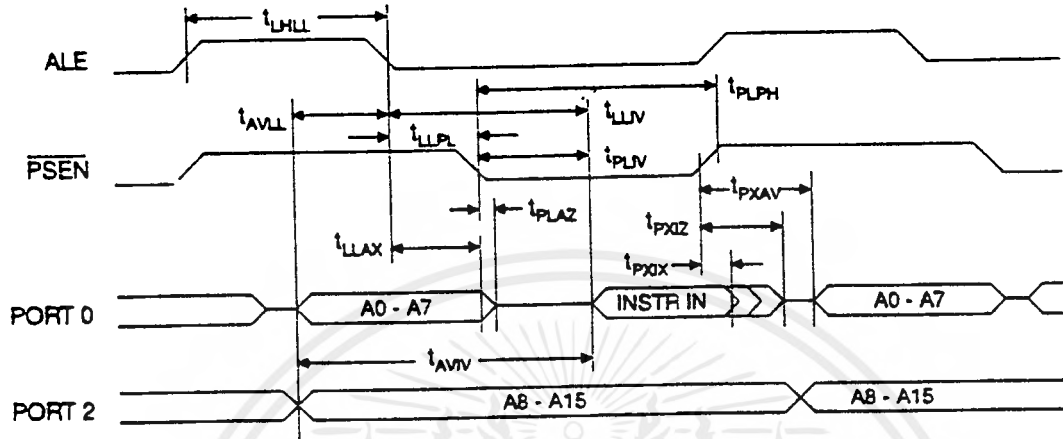 tLHLL
ALE
tPLPH
tAVLL
tLLIV
tLLPL
PSEN
tPLIV
tPXAV
tPLAZ
tPXIZ
tLLAX
tPXIX
PORT 0
A0 - A7
INSTR IN
A0 - A7
tAVIV
PORT 2
A8 - A15
A8 - A15